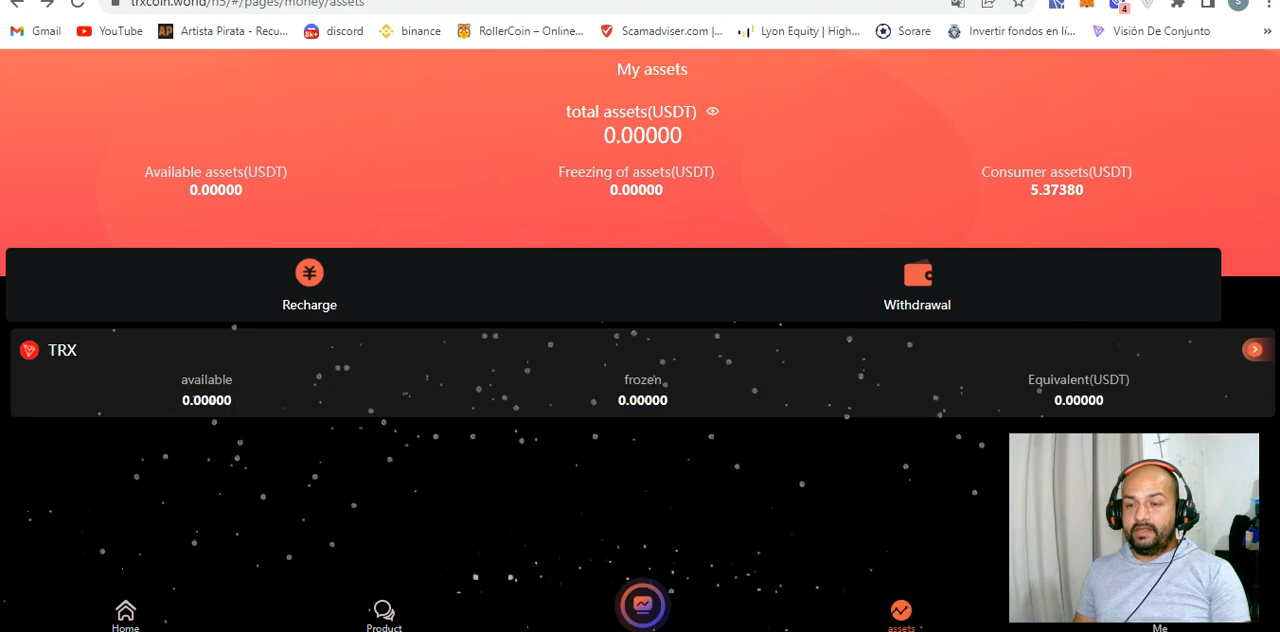 trxcoin.world/h5/#/pages/money/assets
4
S
Gmail
YouTube
AP
Artista Pirata - Recu...
8k+
discord
binance
RollerCoin – Online...
Scamadviser.com |...
Lyon Equity | High...
Sorare
Invertir fondos en lí...
Visión De Conjunto
»
My assets
total assets(USDT)
0.00000
Available assets(USDT)
Freezing of assets(USDT)
Consumer assets(USDT)
0.00000
0.00000
5.37380
¥
Recharge
Withdrawal
TRX
available
frozen
Equivalent(USDT)
0.00000
0.00000
0.00000
Home
Product
assets
Me